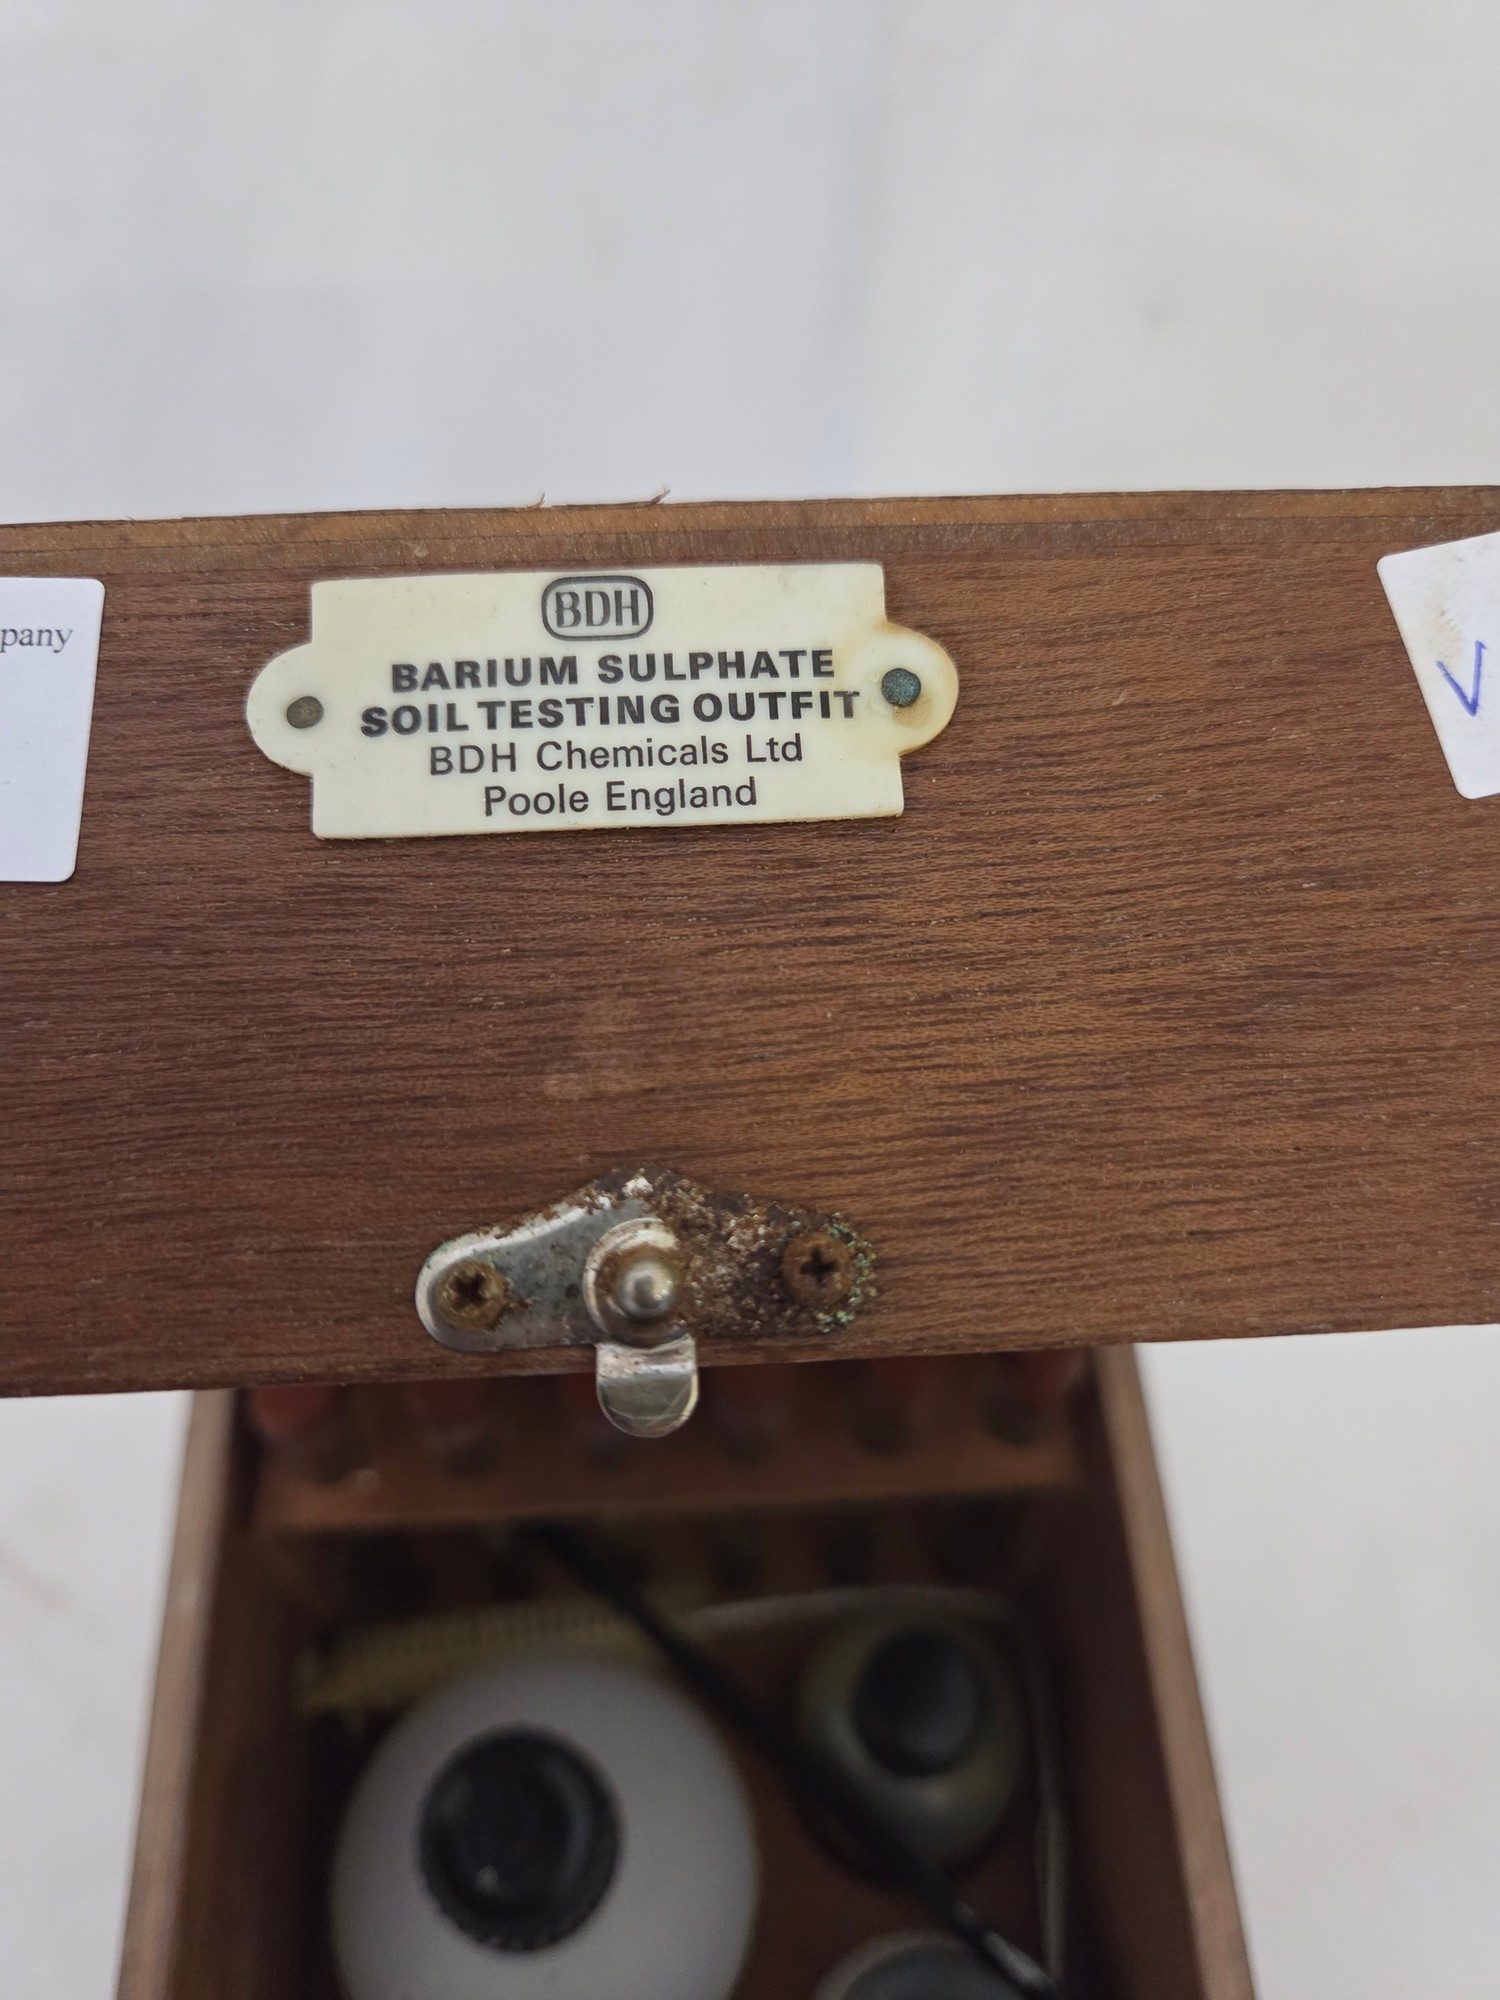 BDH
BARIUM SULPHATE
SOIL TESTING OUTFIT
BDH Chemicals Ltd
Poole England
pany